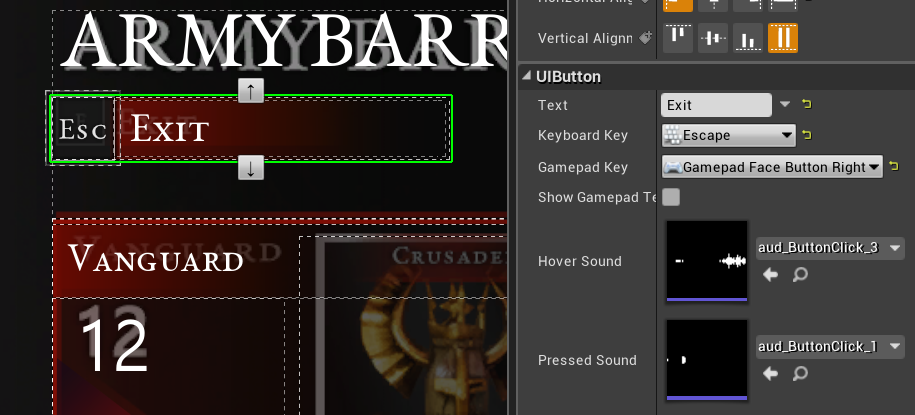 Horizontal Alig
ARMYBARR
Vertical Alignn
UIButton
Text
Exit
Esc
Exit
Keyboard Key
Escape
Gamepad Key
Gamepad Face Button Right
Show Gamepad Te
Hover Sound
aud_ButtonClick_3
Vanguard
Crusade
12
Pressed Sound
aud_ButtonClick_1